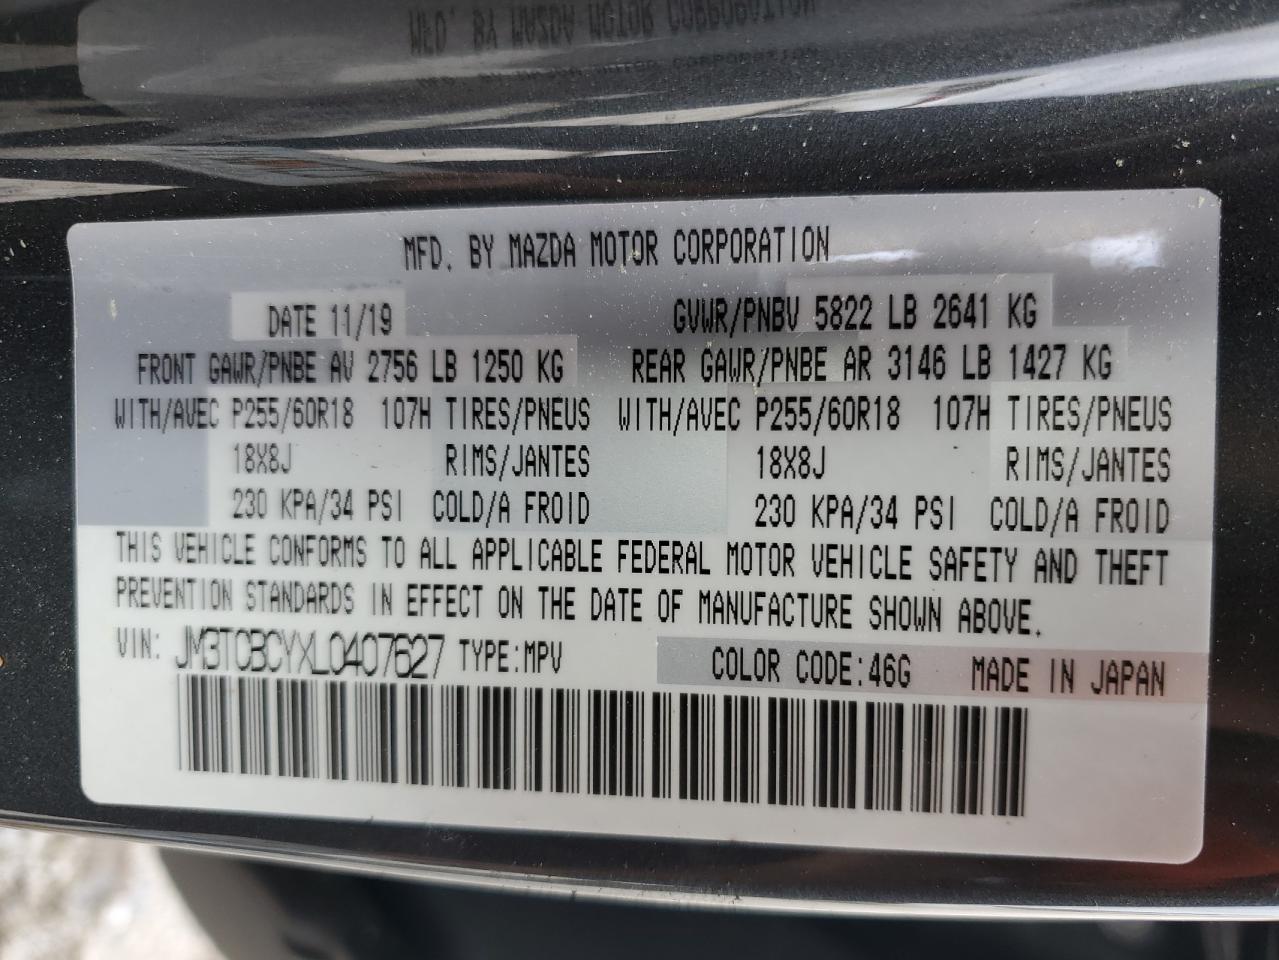 MFD. BY MAZDA MOTOR CORPORATION
DATE 11/19 GVWR/PNBV 5822 LB 2641 KG
FRONT GAWR/PNBE AV 2756 LB 1250 KG REAR GAWR/PNBE AR 3146 LB 1427 KG
WITH/AVEC P255/60R18 107H TIRES/PNEUS WITH/AVEC P255/60R18 107H TIRES/PNEUS
18X8J RIMS/JANTES 18X8J RIMS/JANTES
230 KPA/34 PSI COLD/A FROID 230 KPA/34 PSI COLD/A FROID
THIS VEHICLE CONFORMS TO ALL APPLICABLE FEDERAL MOTOR VEHICLE SAFETY AND THEFT
PREVENTION STANDARDS IN EFFECT ON THE DATE OF MANUFACTURE SHOWN ABOVE.
VIN: JM3TCBCYXL0407627 TYPE:MPV COLOR CODE:46G MADE IN JAPAN